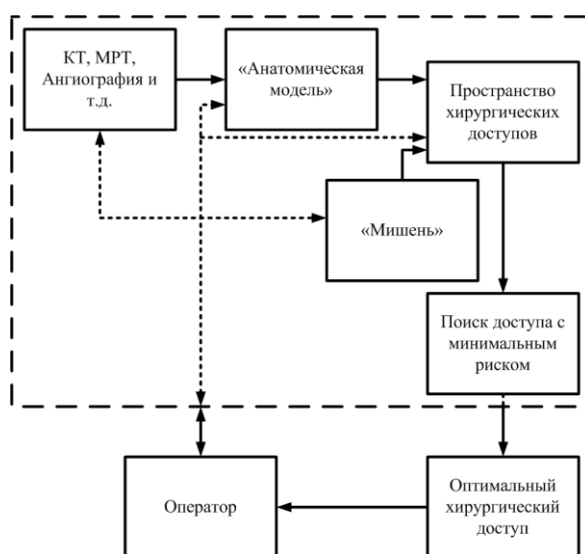 КТ, МРТ,
Ангиография и
т.д.
«Анатомическая
модель»
Пространство
хирургических
доступов
«Мишень»
Поиск доступа с
минимальным
риском
Оператор
Оптимальный
хирургический
доступ